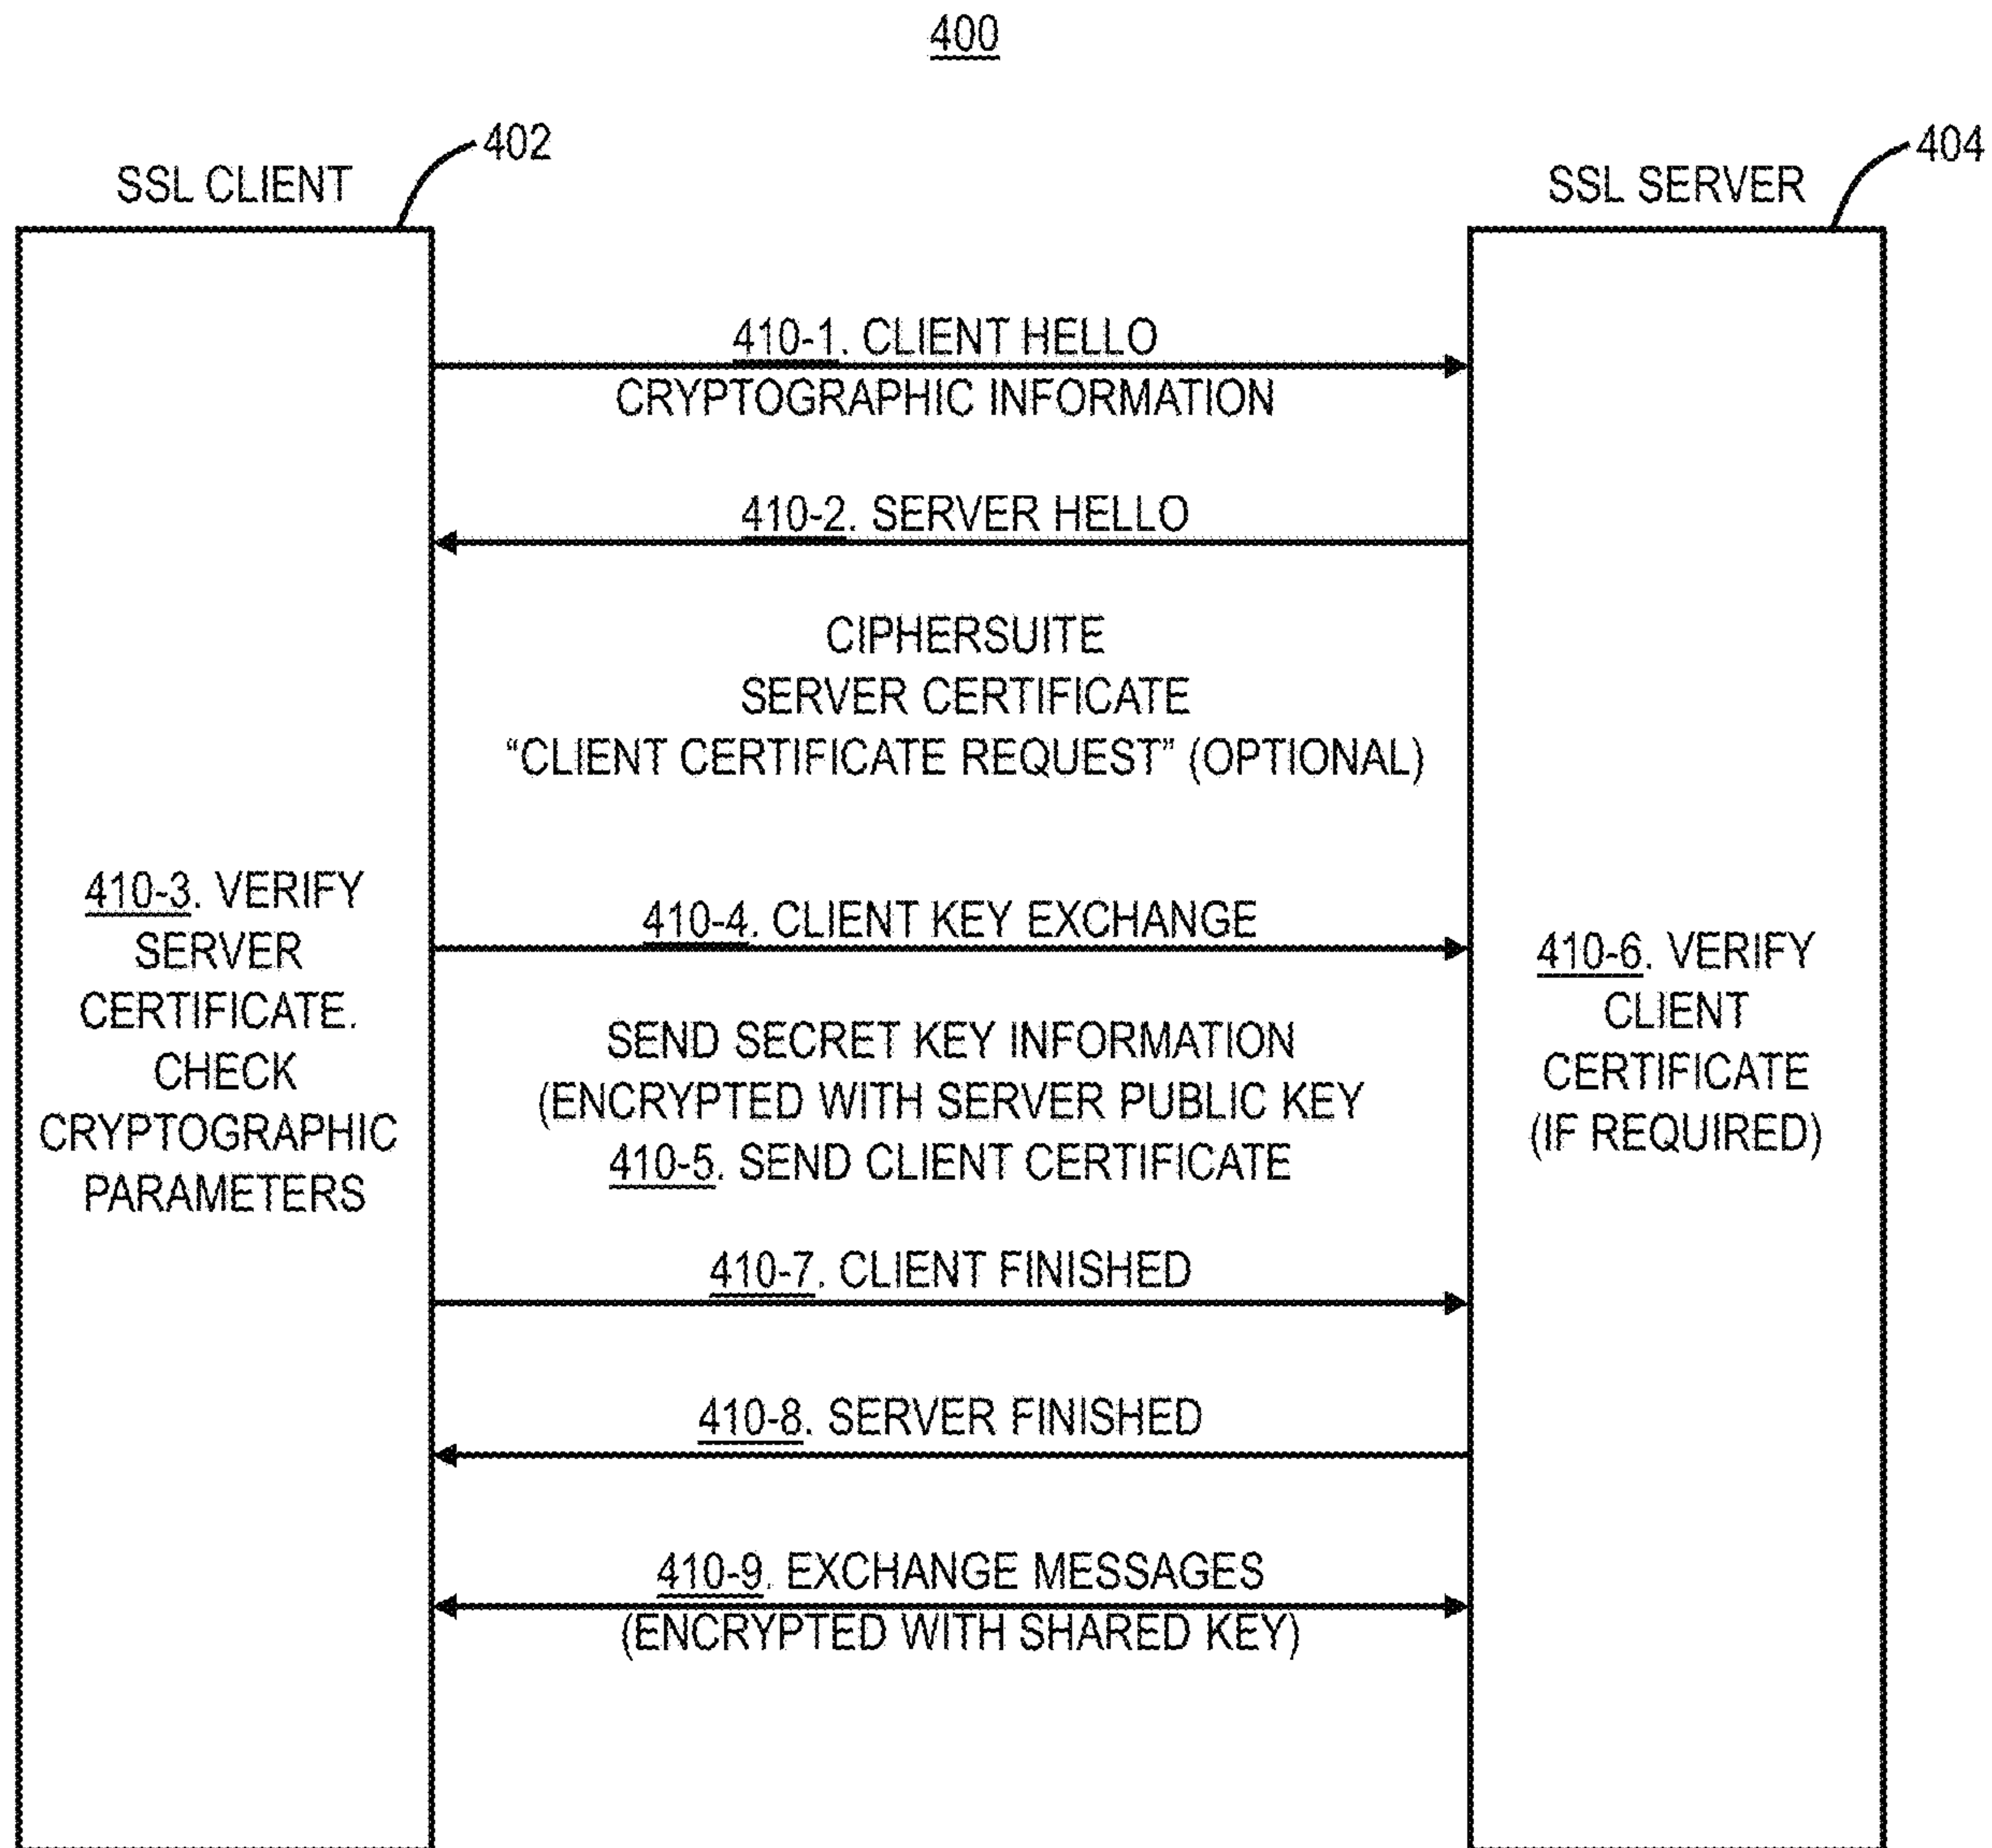 400
402
404
SSL CLIENT
SSL SERVER
410-1. CLIENT HELLO
CRYPTOGRAPHIC INFORMATION
410-2. SERVER HELLO
CIPHERSUITE
SERVER CERTIFICATE
“CLIENT CERTIFICATE REQUEST” (OPTIONAL)
410-3. VERIFY
SERVER
CERTIFICATE.
CHECK
CRYPTOGRAPHIC
PARAMETERS
410-4. CLIENT KEY EXCHANGE
SEND SECRET KEY INFORMATION
(ENCRYPTED WITH SERVER PUBLIC KEY
410-5. SEND CLIENT CERTIFICATE
410-6. VERIFY
CLIENT
CERTIFICATE
(IF REQUIRED)
410-7. CLIENT FINISHED
410-8. SERVER FINISHED
410-9. EXCHANGE MESSAGES
(ENCRYPTED WITH SHARED KEY)